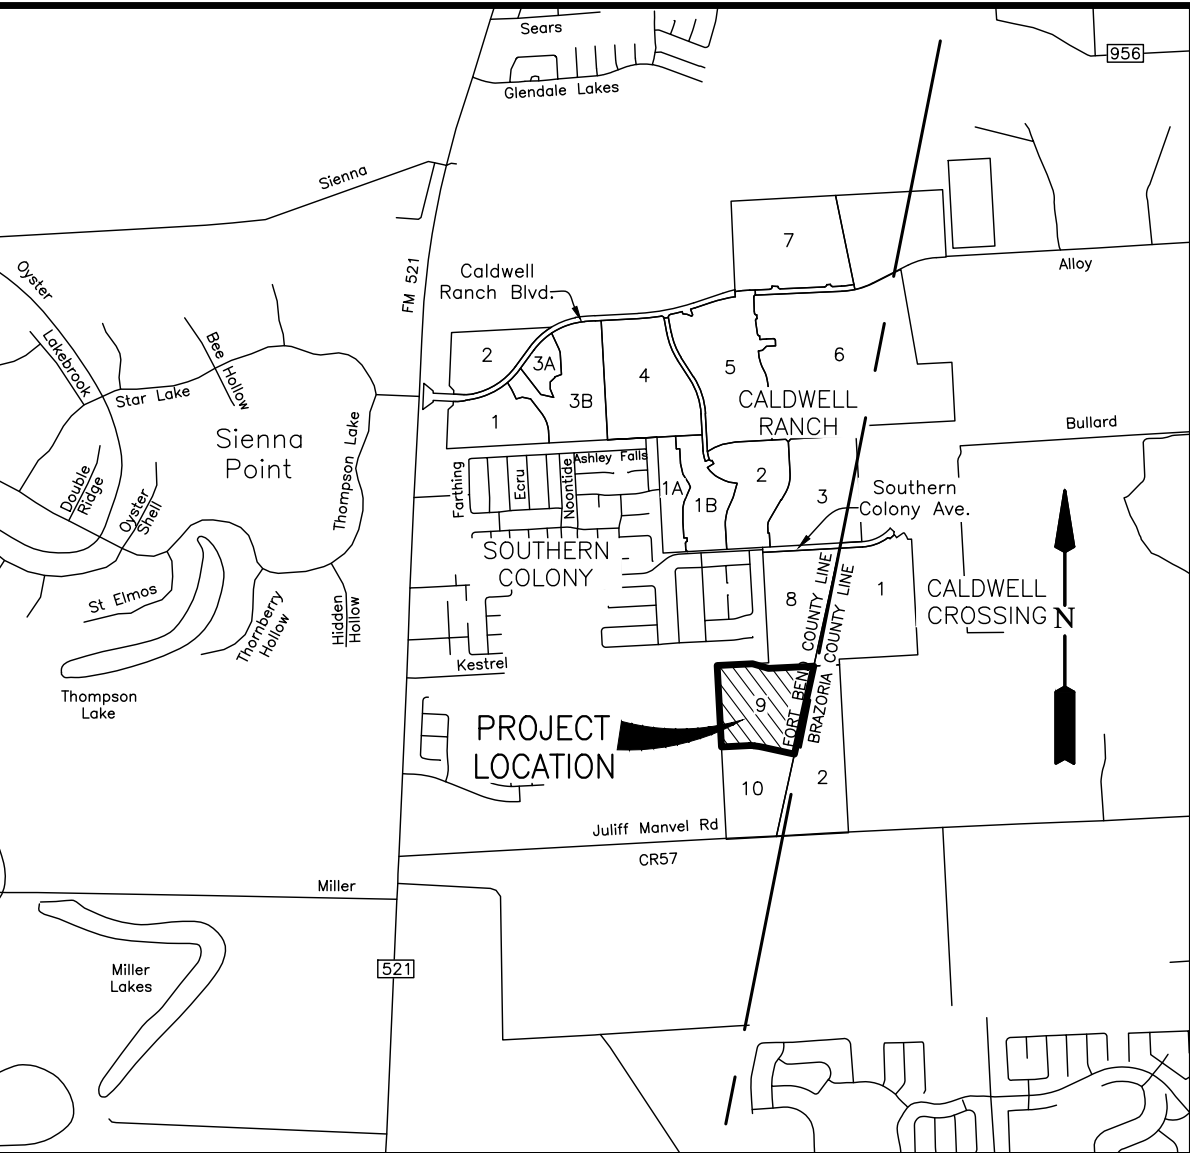 Sears
956
Glendale Lakes
Sienna
7
Oyster
FM 521
Caldwell
Ranch Blvd.
Alloy
Lakebrook
Bee Hollow
2
3A
3B
4
5
6
Star Lake
1
CALDWELL
RANCH
Bullard
Sienna
Point
Thompson Lake
Double
Ridge
Oyster
Shell
Farthing
Ecru
Noontide
Ashley Falls
1A
1B
2
3
Southern
Colony Ave.
SOUTHERN
COLONY
St Elmos
Thornberry
Hollow
Hidden
Hollow
8
1
CALDWELL
CROSSING
N
Kestrel
Thompson
Lake
FORT BEND COUNTY LINE
BRAZORIA COUNTY LINE
9
PROJECT
LOCATION
10
2
Juliff Manvel Rd
CR57
Miller
521
Miller
Lakes